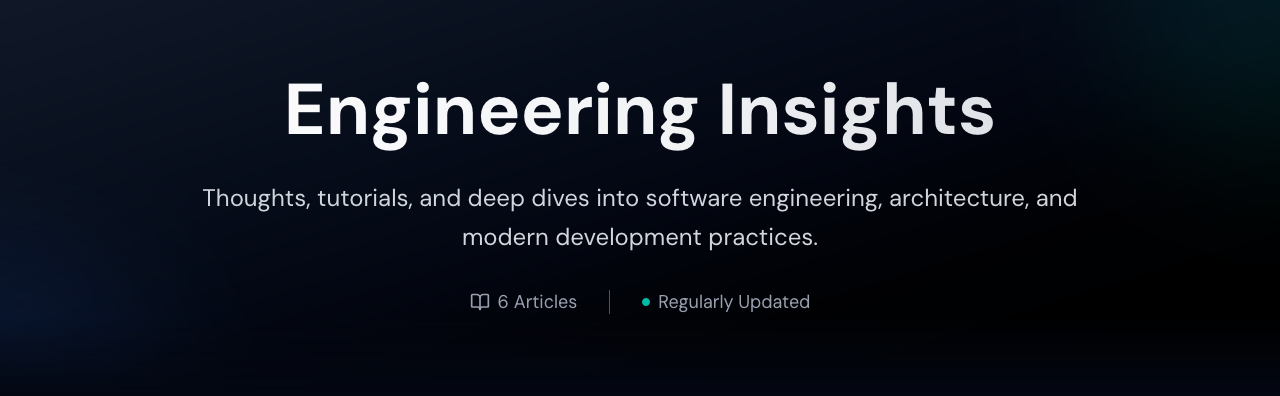 Engineering Insights
Thoughts, tutorials, and deep dives into software engineering, architecture, and
modern development practices.
6 Articles
Regularly Updated